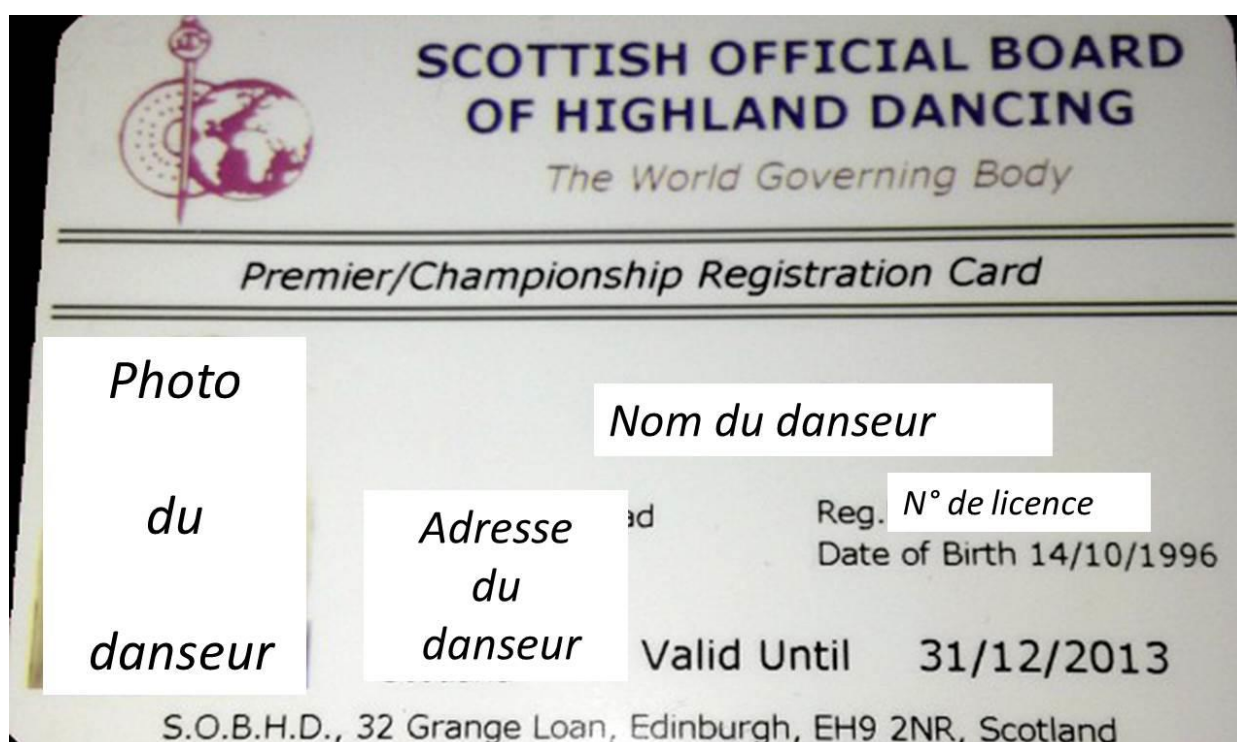 SCOTTISH OFFICIAL BOARD
OF HIGHLAND DANCING
The World Governing Body
Premier/Championship Registration Card
Photo
du
danseur
Nom du danseur
Adresse
du
danseur
Reg. N° de licence
Date of Birth 14/10/1996
Valid Until 31/12/2013
S.O.B.H.D., 32 Grange Loan, Edinburgh, EH9 2NR, Scotland